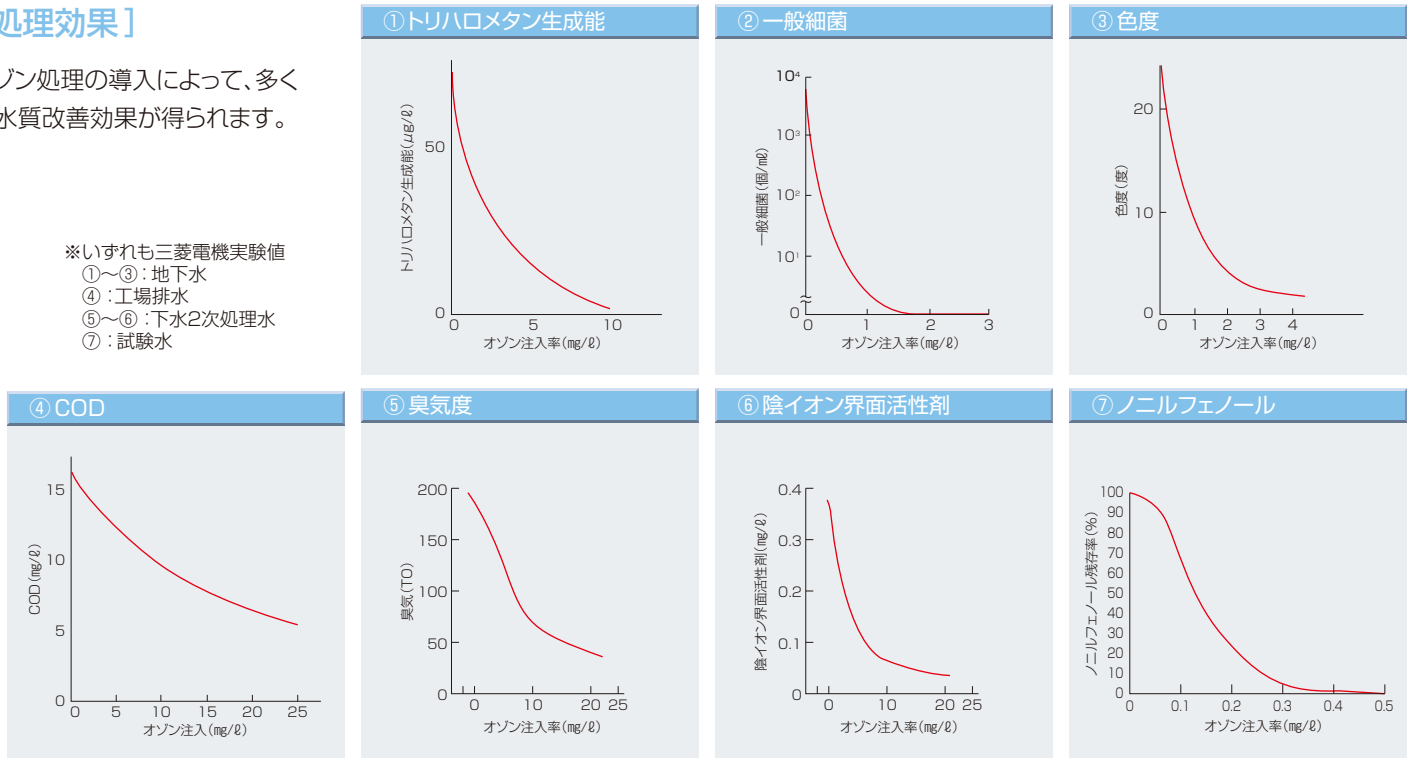 処理効果]
ゾン処理の導入によって、多く
水質改善効果が得られます。
※いずれも三菱電機実験値
①~③：地下水
④：工場排水
⑤~⑥：下水2次処理水
⑦：試験水
①トリハロメタン生成能
トリハロメタン生成能(μg/ℓ)
50
0
0 5 10
オゾン注入率(㎎/ℓ)
②一般細菌
一般細菌(個/㎖)
10⁴
10³
10²
10¹
0
0 1 2 3
オゾン注入率(㎎/ℓ)
③色度
色度(度)
20
10
0
0 1 2 3 4
オゾン注入率(㎎/ℓ)
④COD
COD(㎎/ℓ)
15
10
5
0
0 5 10 15 20 25
オゾン注入(㎎/ℓ)
⑤臭気度
臭気(TO)
200
150
100
50
0
0 10 20 25
オゾン注入率(㎎/ℓ)
⑥陰イオン界面活性剤
陰イオン界面活性剤(㎎/ℓ)
0.4
0.3
0.2
0.1
0
0 10 20 25
オゾン注入率(㎎/ℓ)
⑦ノニルフェノール
ノニルフェノール残存率(%)
100
90
80
70
60
50
40
30
20
10
0
0 0.1 0.2 0.3 0.4 0.5
オゾン注入率(㎎/ℓ)